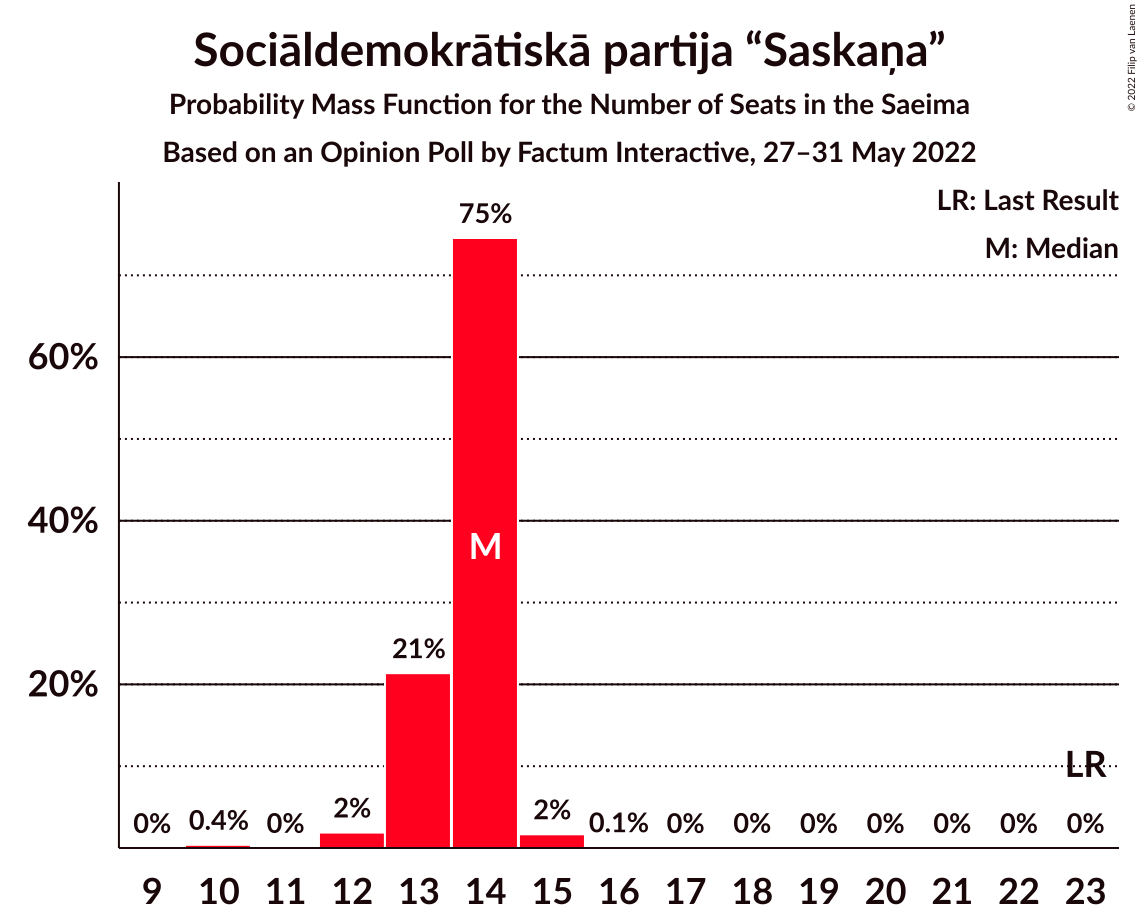 Sociāldemokrātiskā partija “Saskaņa”
Probability Mass Function for the Number of Seats in the Saeima
Based on an Opinion Poll by Factum Interactive, 27–31 May 2022
© 2022 Filip van Laenen
LR: Last Result
M: Median
75%
60%
40%
M
21%
20%
LR
0%
0.4%
0%
2%
2%
0.1%
0%
0%
0%
0%
0%
0%
0%
9 10 11 12 13 14 15 16 17 18 19 20 21 22 23